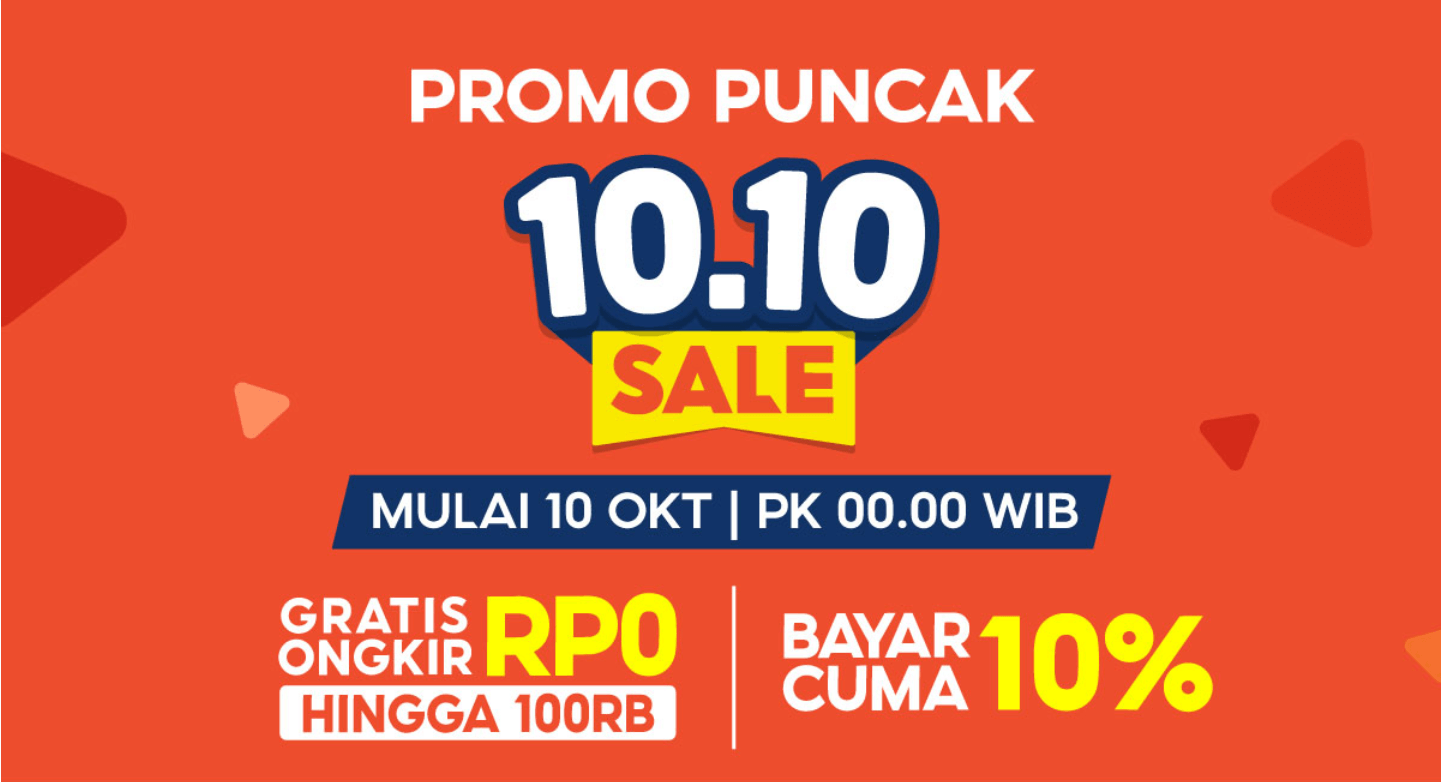 PROMO PUNCAK
10.10
SALE
MULAI 10 OKT | PK 00.00 WIB
GRATIS ONGKIR RP0
HINGGA 100RB
BAYAR CUMA 10%